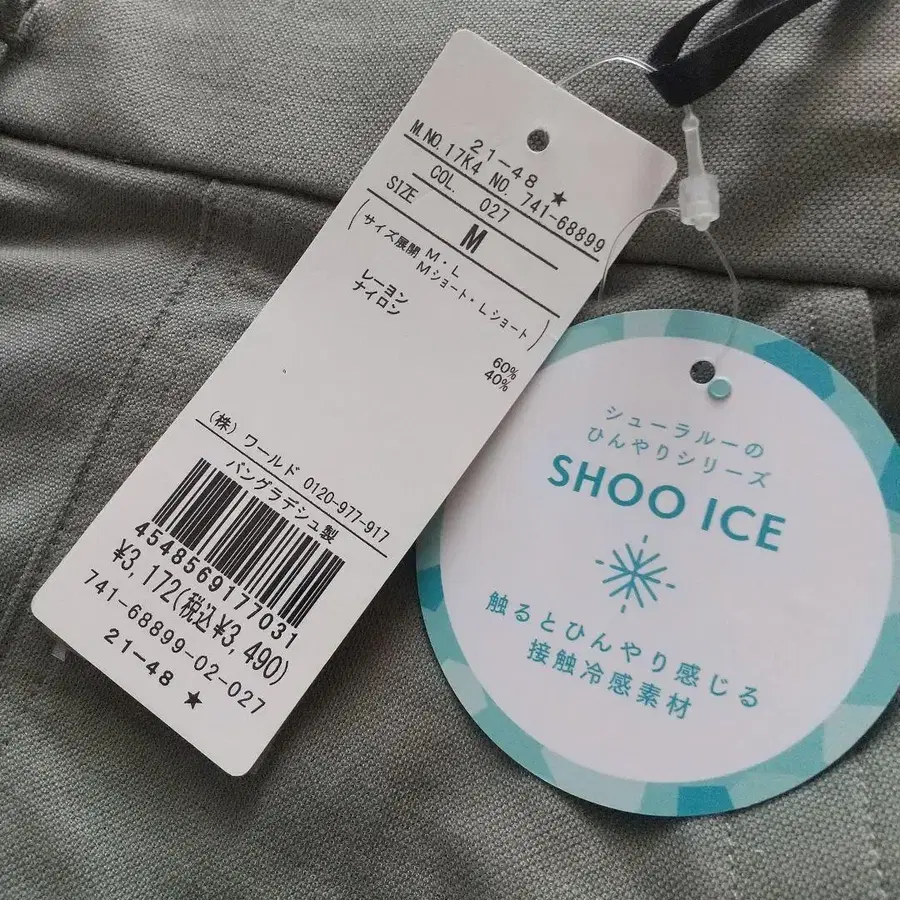 21-48 ★
M.NO.17K4 NO. 741-68899
COL. 027
SIZE M
(サイズ展開 M・L
Mショート・Lショート)
レーヨン 60%
ナイロン 40%
(株) ワールド 0120-977-917
バングラデシュ製
4548569177031
¥3,172(税込¥3,490)
741-68899-02-027
21-48 ★
シューラルーの
ひんやりシリーズ
SHOO ICE
触るとひんやり感じる
接触冷感素材